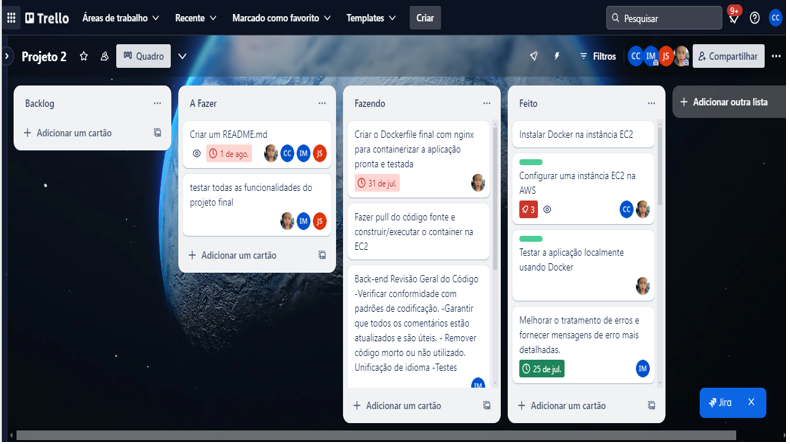 Trello
Áreas de trabalho
Recente
Marcado como favorito
Templates
Criar
Pesquisar
9+
CC
Projeto 2
Quadro
Filtros
CC
IM
JS
Compartilhar
Backlog
Adicionar um cartão
A Fazer
Criar um README.md
1 de ago.
CC
IM
JS
testar todas as funcionalidades do
projeto final
IM
JS
Adicionar um cartão
Fazendo
Criar o Dockerfile final com nginx
para containerizar a aplicação
pronta e testada
31 de jul.
Fazer pull do código fonte e
construir/executar o container na
EC2
Back-end Revisão Geral do Código
-Verificar conformidade com
padrões de codificação. -Garantir
que todos os comentários estão
atualizados e são úteis. - Remover
código morto ou não utilizado.
Unificação de idioma -Testes
IM
Adicionar um cartão
Feito
Instalar Docker na instância EC2
Configurar uma instância EC2 na
AWS
3
CC
Testar a aplicação localmente
usando Docker
Melhorar o tratamento de erros e
fornecer mensagens de erro mais
detalhadas.
25 de jul.
IM
Adicionar um cartão
Adicionar outra lista
Jira
X